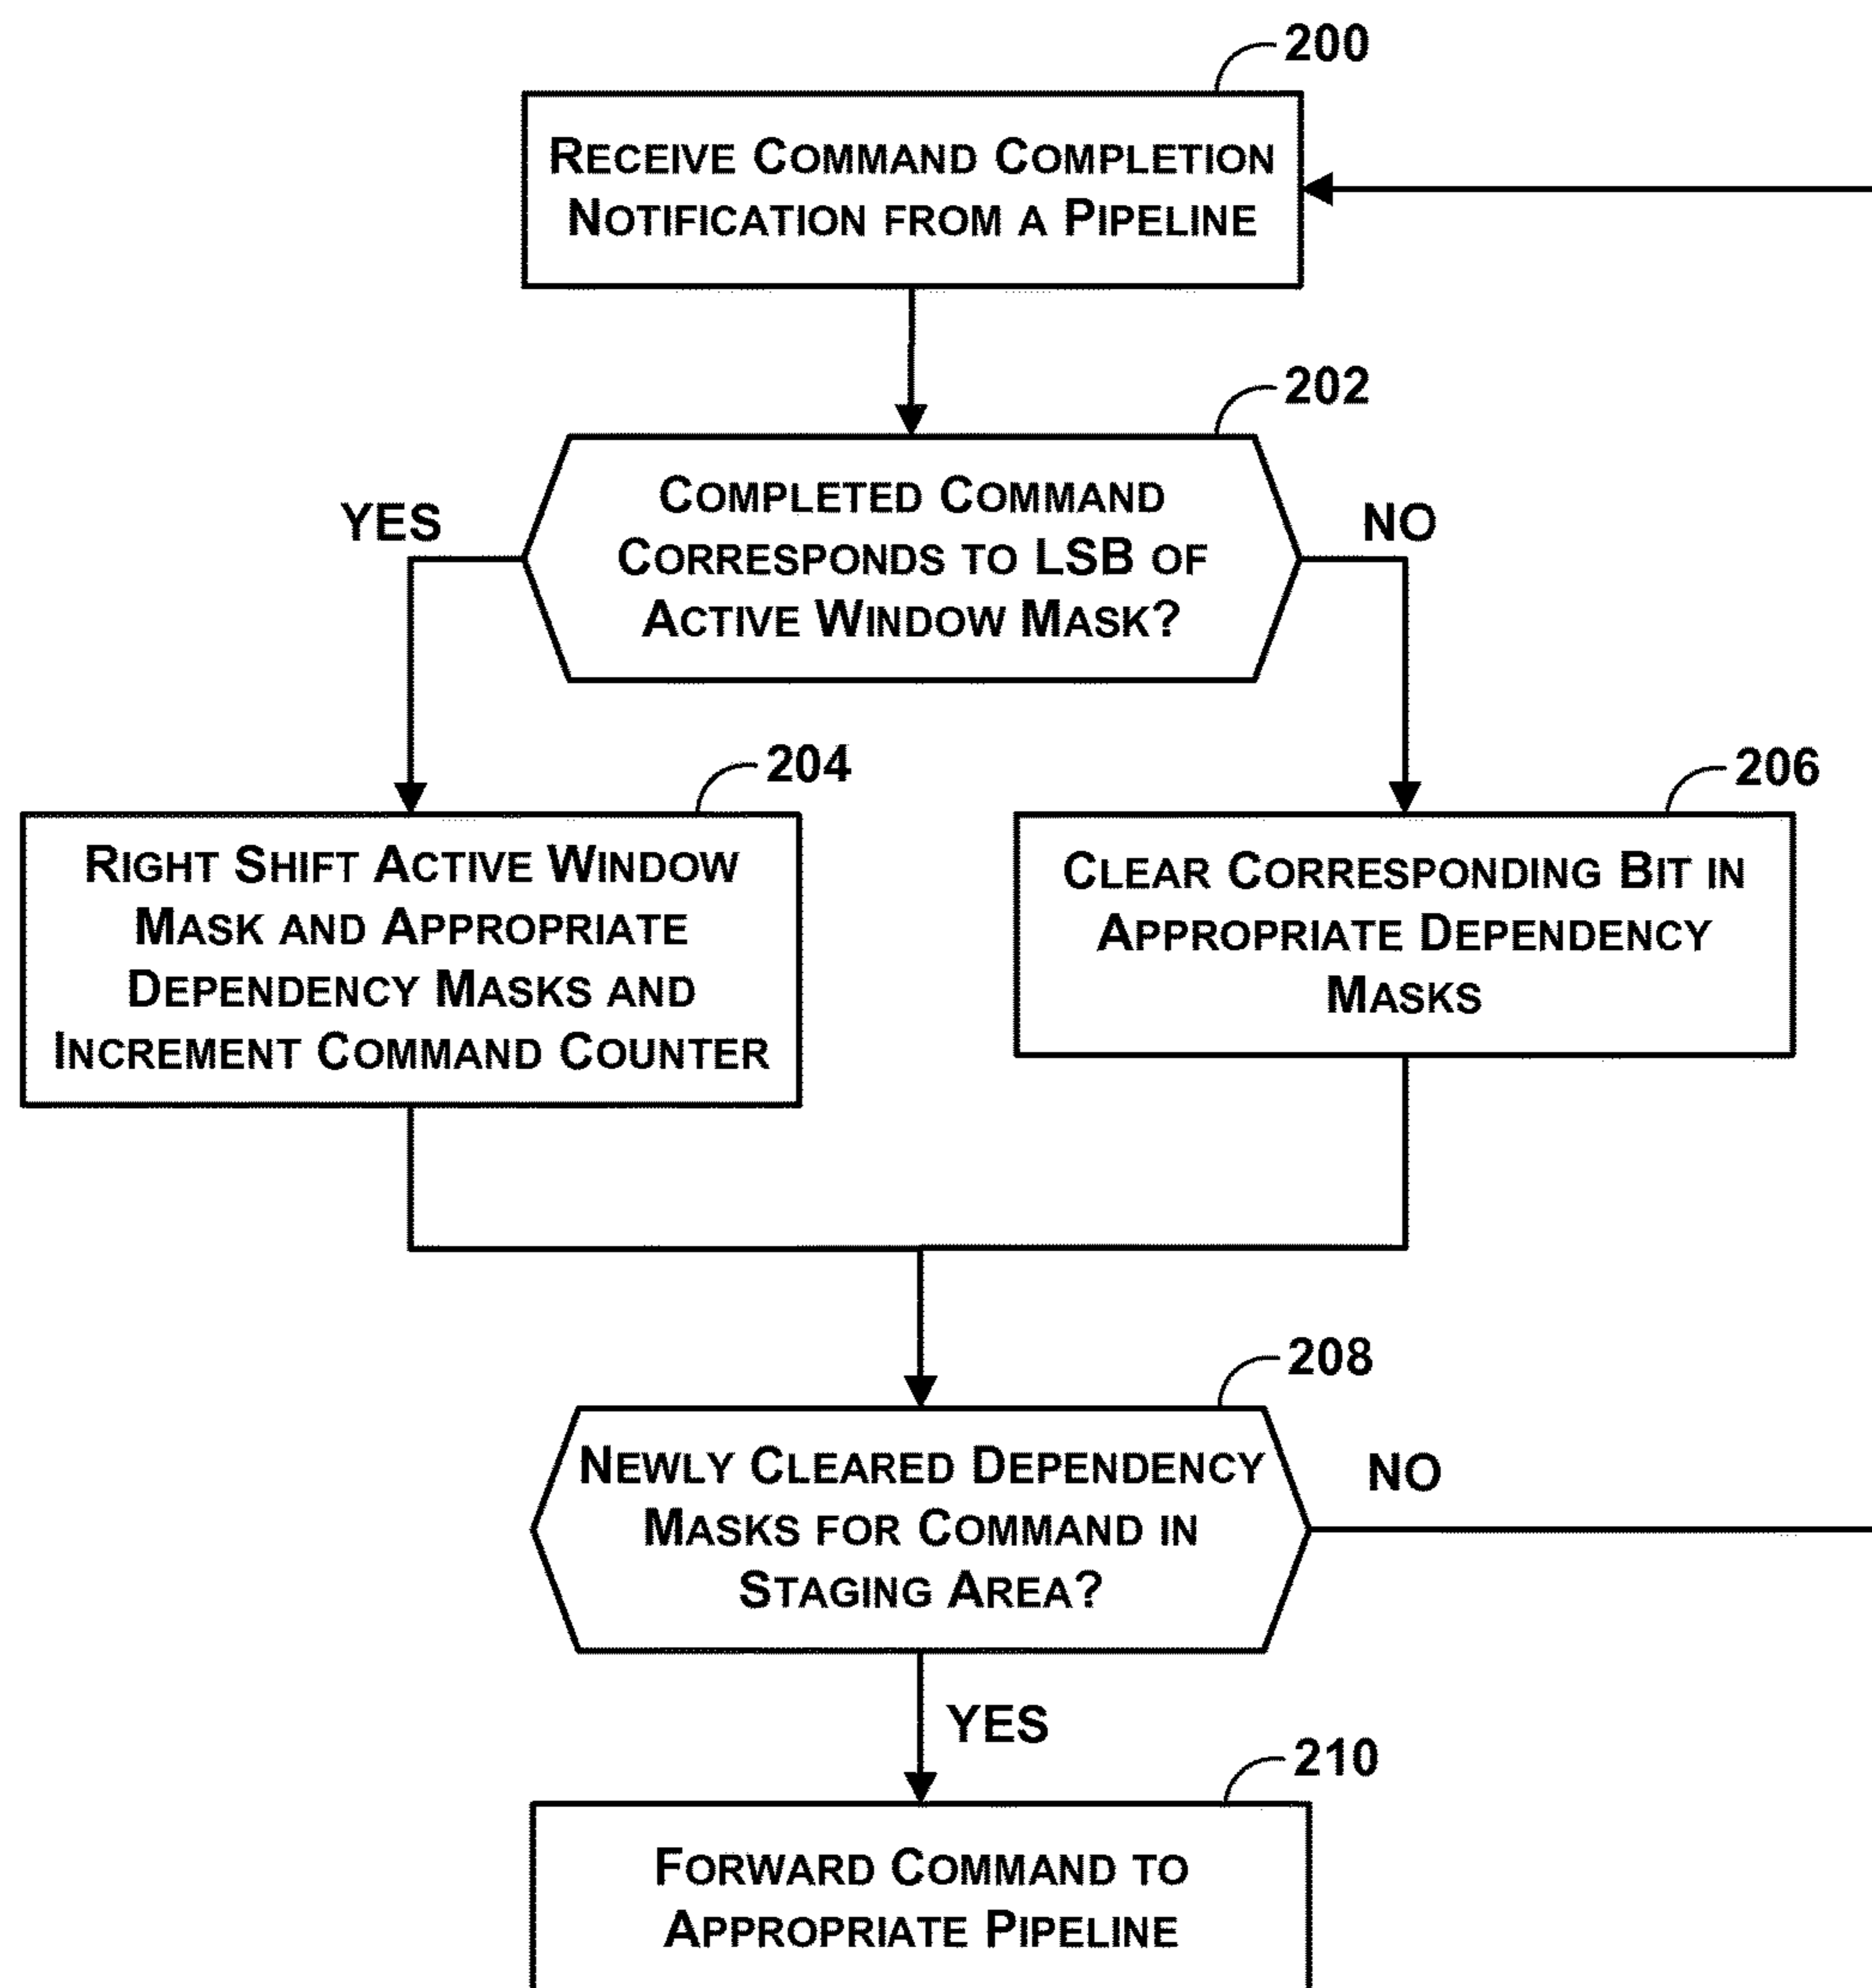 200
RECEIVE COMMAND COMPLETION
NOTIFICATION FROM A PIPELINE
202
COMPLETED COMMAND
CORRESPONDS TO LSB OF
ACTIVE WINDOW MASK?
YES
NO
204
RIGHT SHIFT ACTIVE WINDOW
MASK AND APPROPRIATE
DEPENDENCY MASKS AND
INCREMENT COMMAND COUNTER
206
CLEAR CORRESPONDING BIT IN
APPROPRIATE DEPENDENCY
MASKS
208
NEWLY CLEARED DEPENDENCY
MASKS FOR COMMAND IN
STAGING AREA?
NO
YES
210
FORWARD COMMAND TO
APPROPRIATE PIPELINE